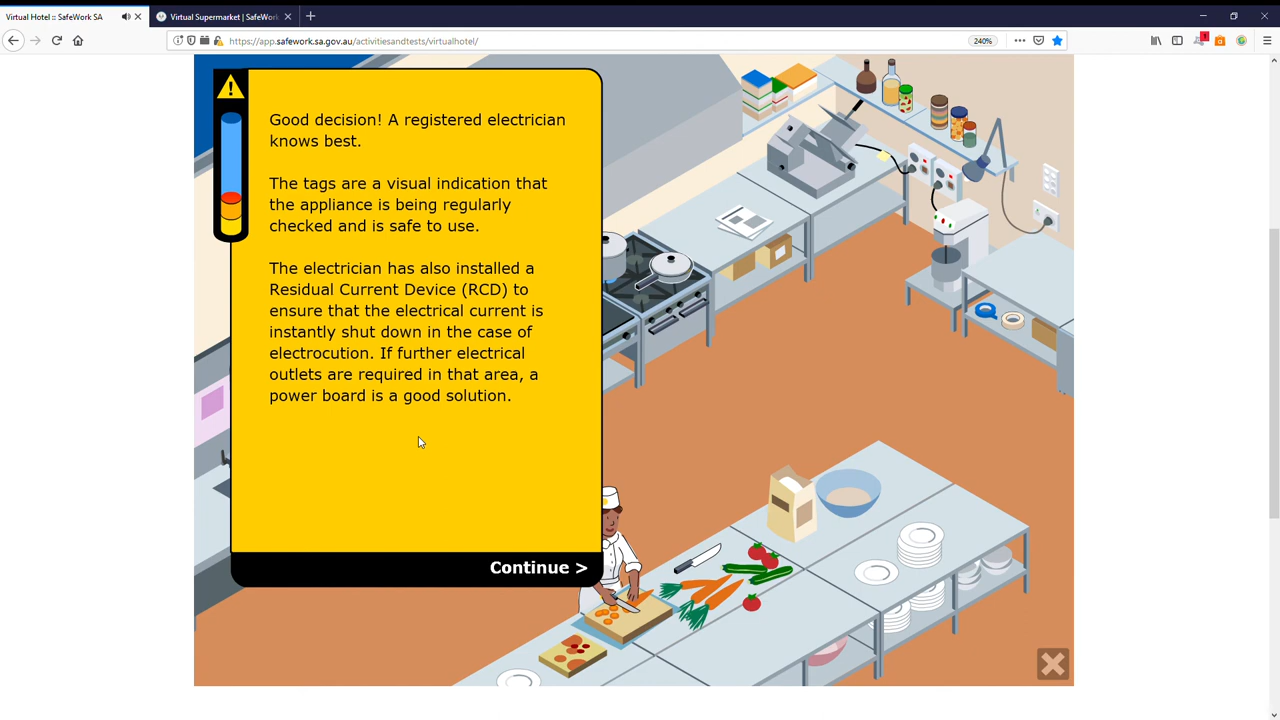 Virtual Hotel :: SafeWork SA
Virtual Supermarket | SafeWork
https://app.safework.sa.gov.au/activitiesandtests/virtualhotel/
240%
Good decision! A registered electrician
knows best.
The tags are a visual indication that
the appliance is being regularly
checked and is safe to use.
The electrician has also installed a
Residual Current Device (RCD) to
ensure that the electrical current is
instantly shut down in the case of
electrocution. If further electrical
outlets are required in that area, a
power board is a good solution.
Continue >